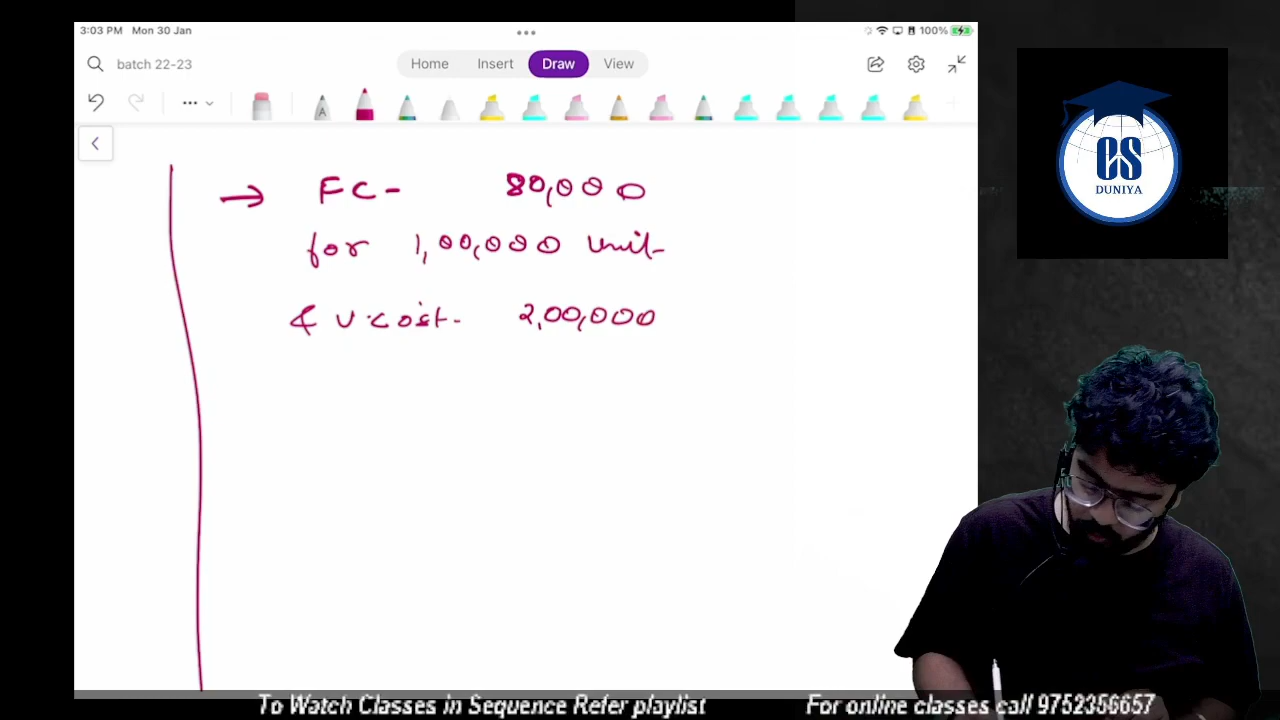 3:03 PM Mon 30 Jan
100%
batch 22-23
Home Insert Draw View
A
→ FC - 80,000
for 1,00,000 unit
& v.cost. 2,00,000
CS
DUNIYA
To Watch Classes in Sequence Refer playlist
For online classes call 9752356657